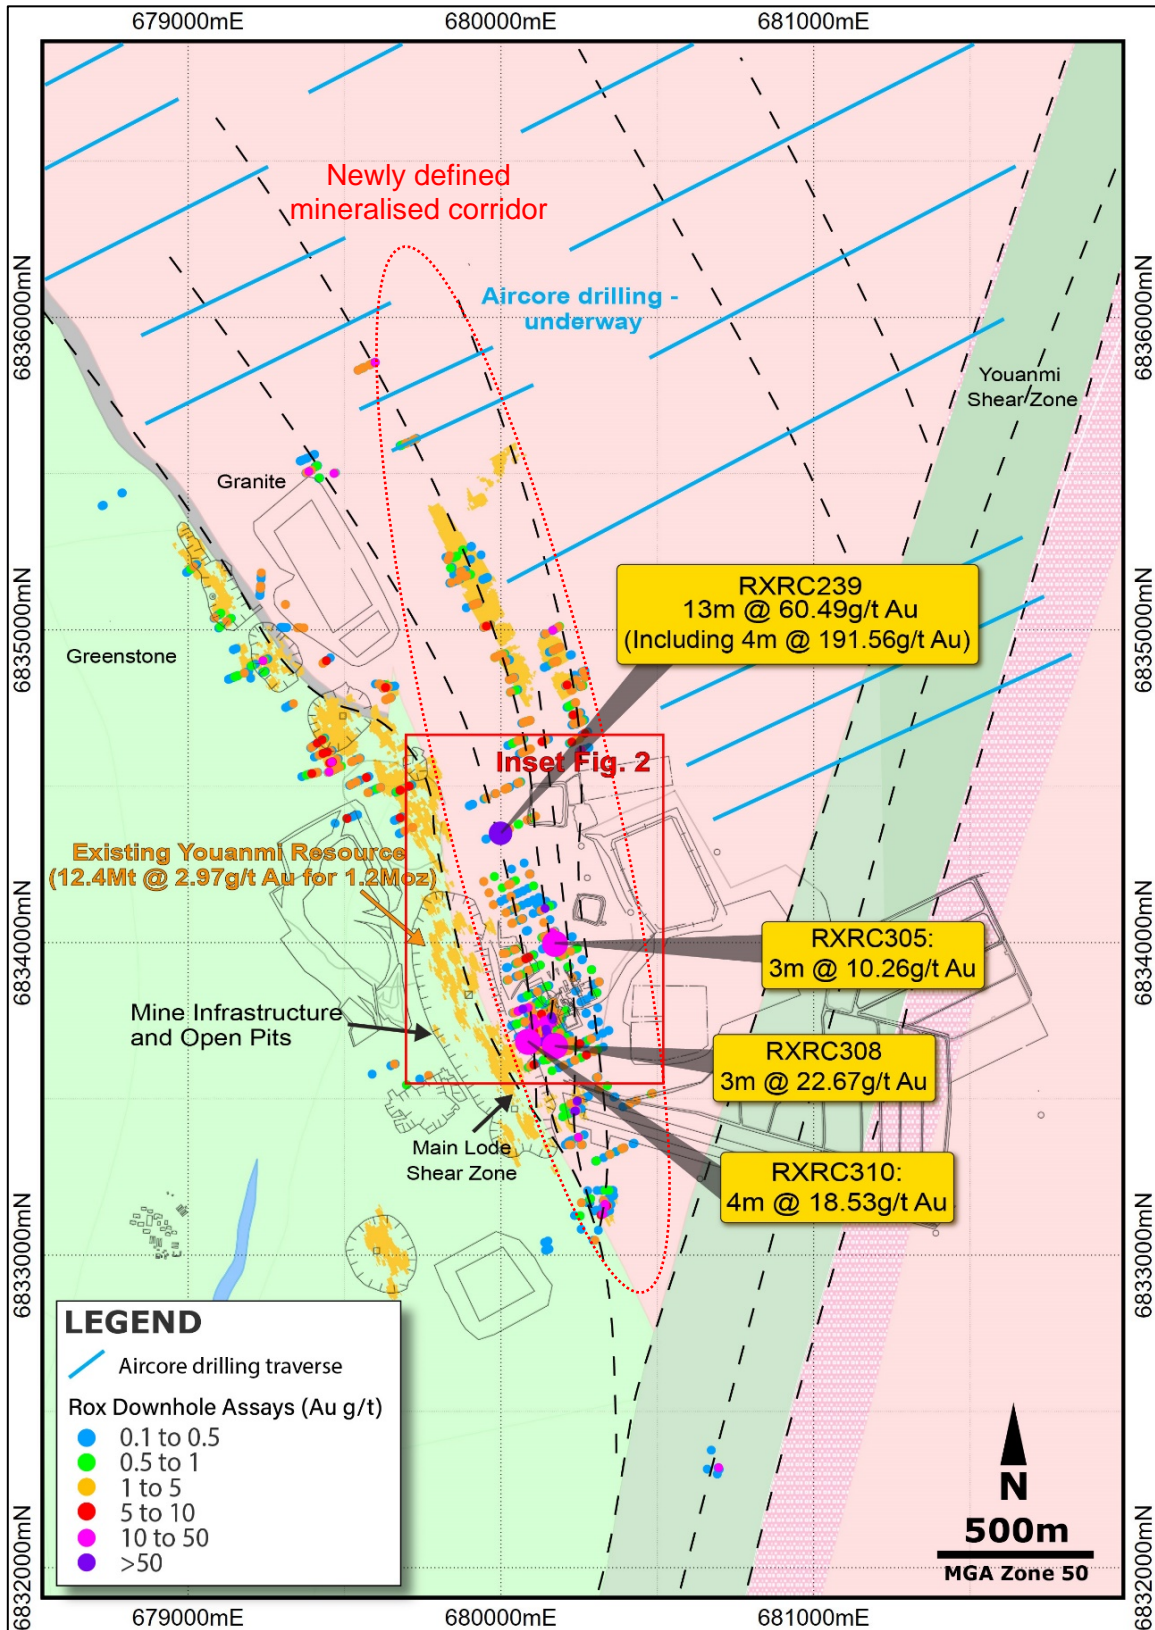 679000mE 680000mE 681000mE
Newly defined
mineralised corridor
6836000mN
Aircore drilling -
underway
6836000mN
Youanmi
Shear Zone
Granite
RXRC239
13m @ 60.49g/t Au
(Including 4m @ 191.56g/t Au)
6835000mN
Greenstone
6835000mN
Inset Fig. 2
Existing Youanmi Resource
(12.4Mt @ 2.97g/t Au for 1.2Moz)
6834000mN
RXRC305:
3m @ 10.26g/t Au
6834000mN
Mine Infrastructure
and Open Pits
RXRC308
3m @ 22.67g/t Au
Main Lode
Shear Zone
RXRC310:
4m @ 18.53g/t Au
6833000mN
6833000mN
LEGEND
Aircore drilling traverse
Rox Downhole Assays (Au g/t)
0.1 to 0.5
0.5 to 1
1 to 5
5 to 10
10 to 50
>50
N
500m
MGA Zone 50
6832000mN
6832000mN
679000mE 680000mE 681000mE